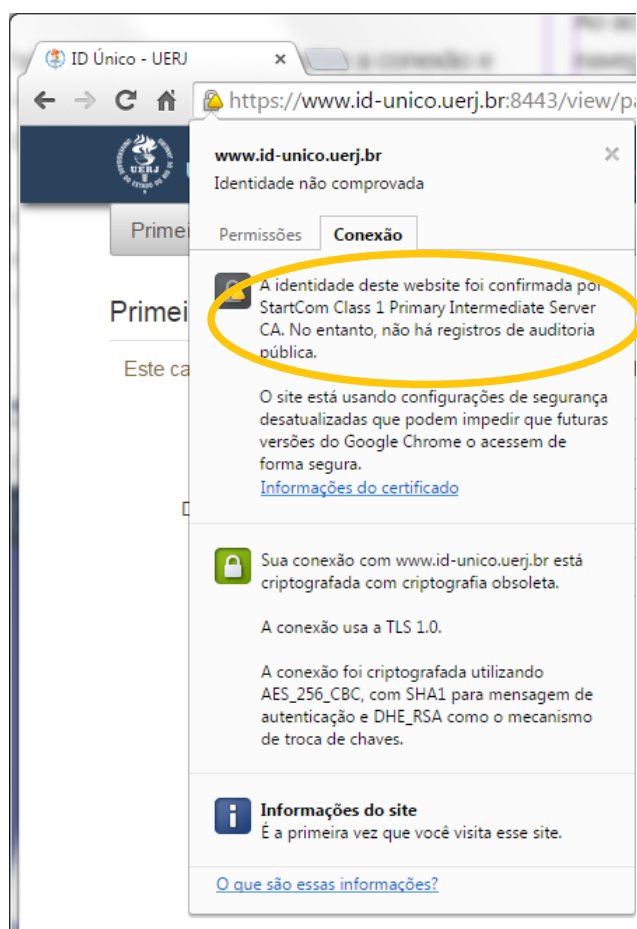 ID Único - UERJ
https://www.id-unico.uerj.br:8443/view/pa
www.id-unico.uerj.br
Identidade não comprovada
UERJ
Primei
Permissões
Conexão
A identidade deste website foi confirmada por
StartCom Class 1 Primary Intermediate Server
CA. No entanto, não há registros de auditoria
pública.
Primei
Este ca
O site está usando configurações de segurança
desatualizadas que podem impedir que futuras
versões do Google Chrome o acessem de
forma segura.
Informações do certificado
Sua conexão com www.id-unico.uerj.br está
criptografada com criptografia obsoleta.
A conexão usa a TLS 1.0.
A conexão foi criptografada utilizando
AES_256_CBC, com SHA1 para mensagem de
autenticação e DHE_RSA como o mecanismo
de troca de chaves.
Informações do site
É a primeira vez que você visita esse site.
O que são essas informações?